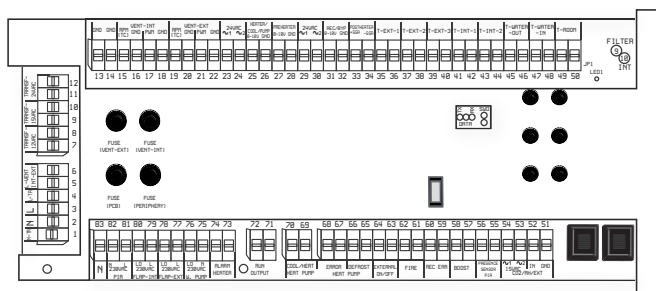 GND GND RPM (TC) VENT-INT GND PWM GND RPM (TC) VENT-EXT GND PWM GND 24VAC ~1 ~2 HEATER/ COOL/PUMP 0-10V GND PREHEATER 0-10V GND 24VAC ~1 ~2 REC/BYP 0-10V GND POSTHEATER +SSR -SSR T-EXT-1 T-EXT-2 T-EXT-3 T-INT-1 T-INT-2 T-WATER -OUT T-WATER -IN T-ROOM
13 14 15 16 17 18 19 20 21 22 23 24 25 26 27 28 29 30 31 32 33 34 35 36 37 38 39 40 41 42 43 44 45 46 47 48 49 50
JP1
LED1
FILTER
9
10
INT
TRANSF- 24VAC
TRANSF- 15VAC
TRANSF- 12VAC
12
11
10
9
8
7
6
5
4
3
2
1
INT-EXT
L
N
FUSE (VENT-EXT)
FUSE (VENT-INT)
FUSE (PCB)
FUSE (PERIPHERY)
TX RX SWD
DATA
83 82 81 80 79 78 77 76 75 74 73 72 71 70 69 68 67 66 65 64 63 62 61 60 59 58 57 56 55 54 53 52 51
N
N L 230VAC PIR
LO L 230VAC FLAP-INT
LO L 230VAC FLAP-EXT
LO N 230VAC W. PUMP
ALARM HEATER
RUN OUTPUT
COOL/HEAT HEAT PUMP
ERROR DEFROST HEAT PUMP
EXTERNAL ON/OFF
FIRE
REC ERR
BOOST
PRESENCE SENSOR PIR
~1 ~2 15VAC
IN GND
CO2/RH/EXT